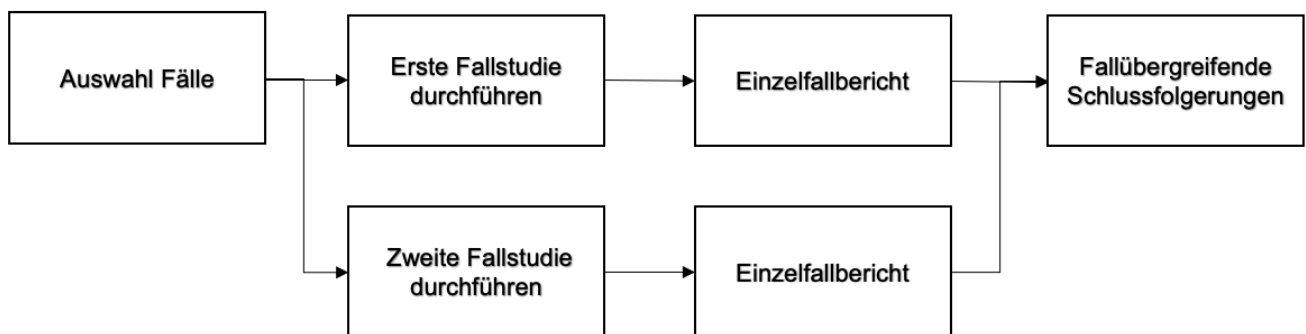 Auswahl Fälle
Erste Fallstudie
durchführen
Einzelfallbericht
Fallübergreifende
Schlussfolgerungen
Zweite Fallstudie
durchführen
Einzelfallbericht